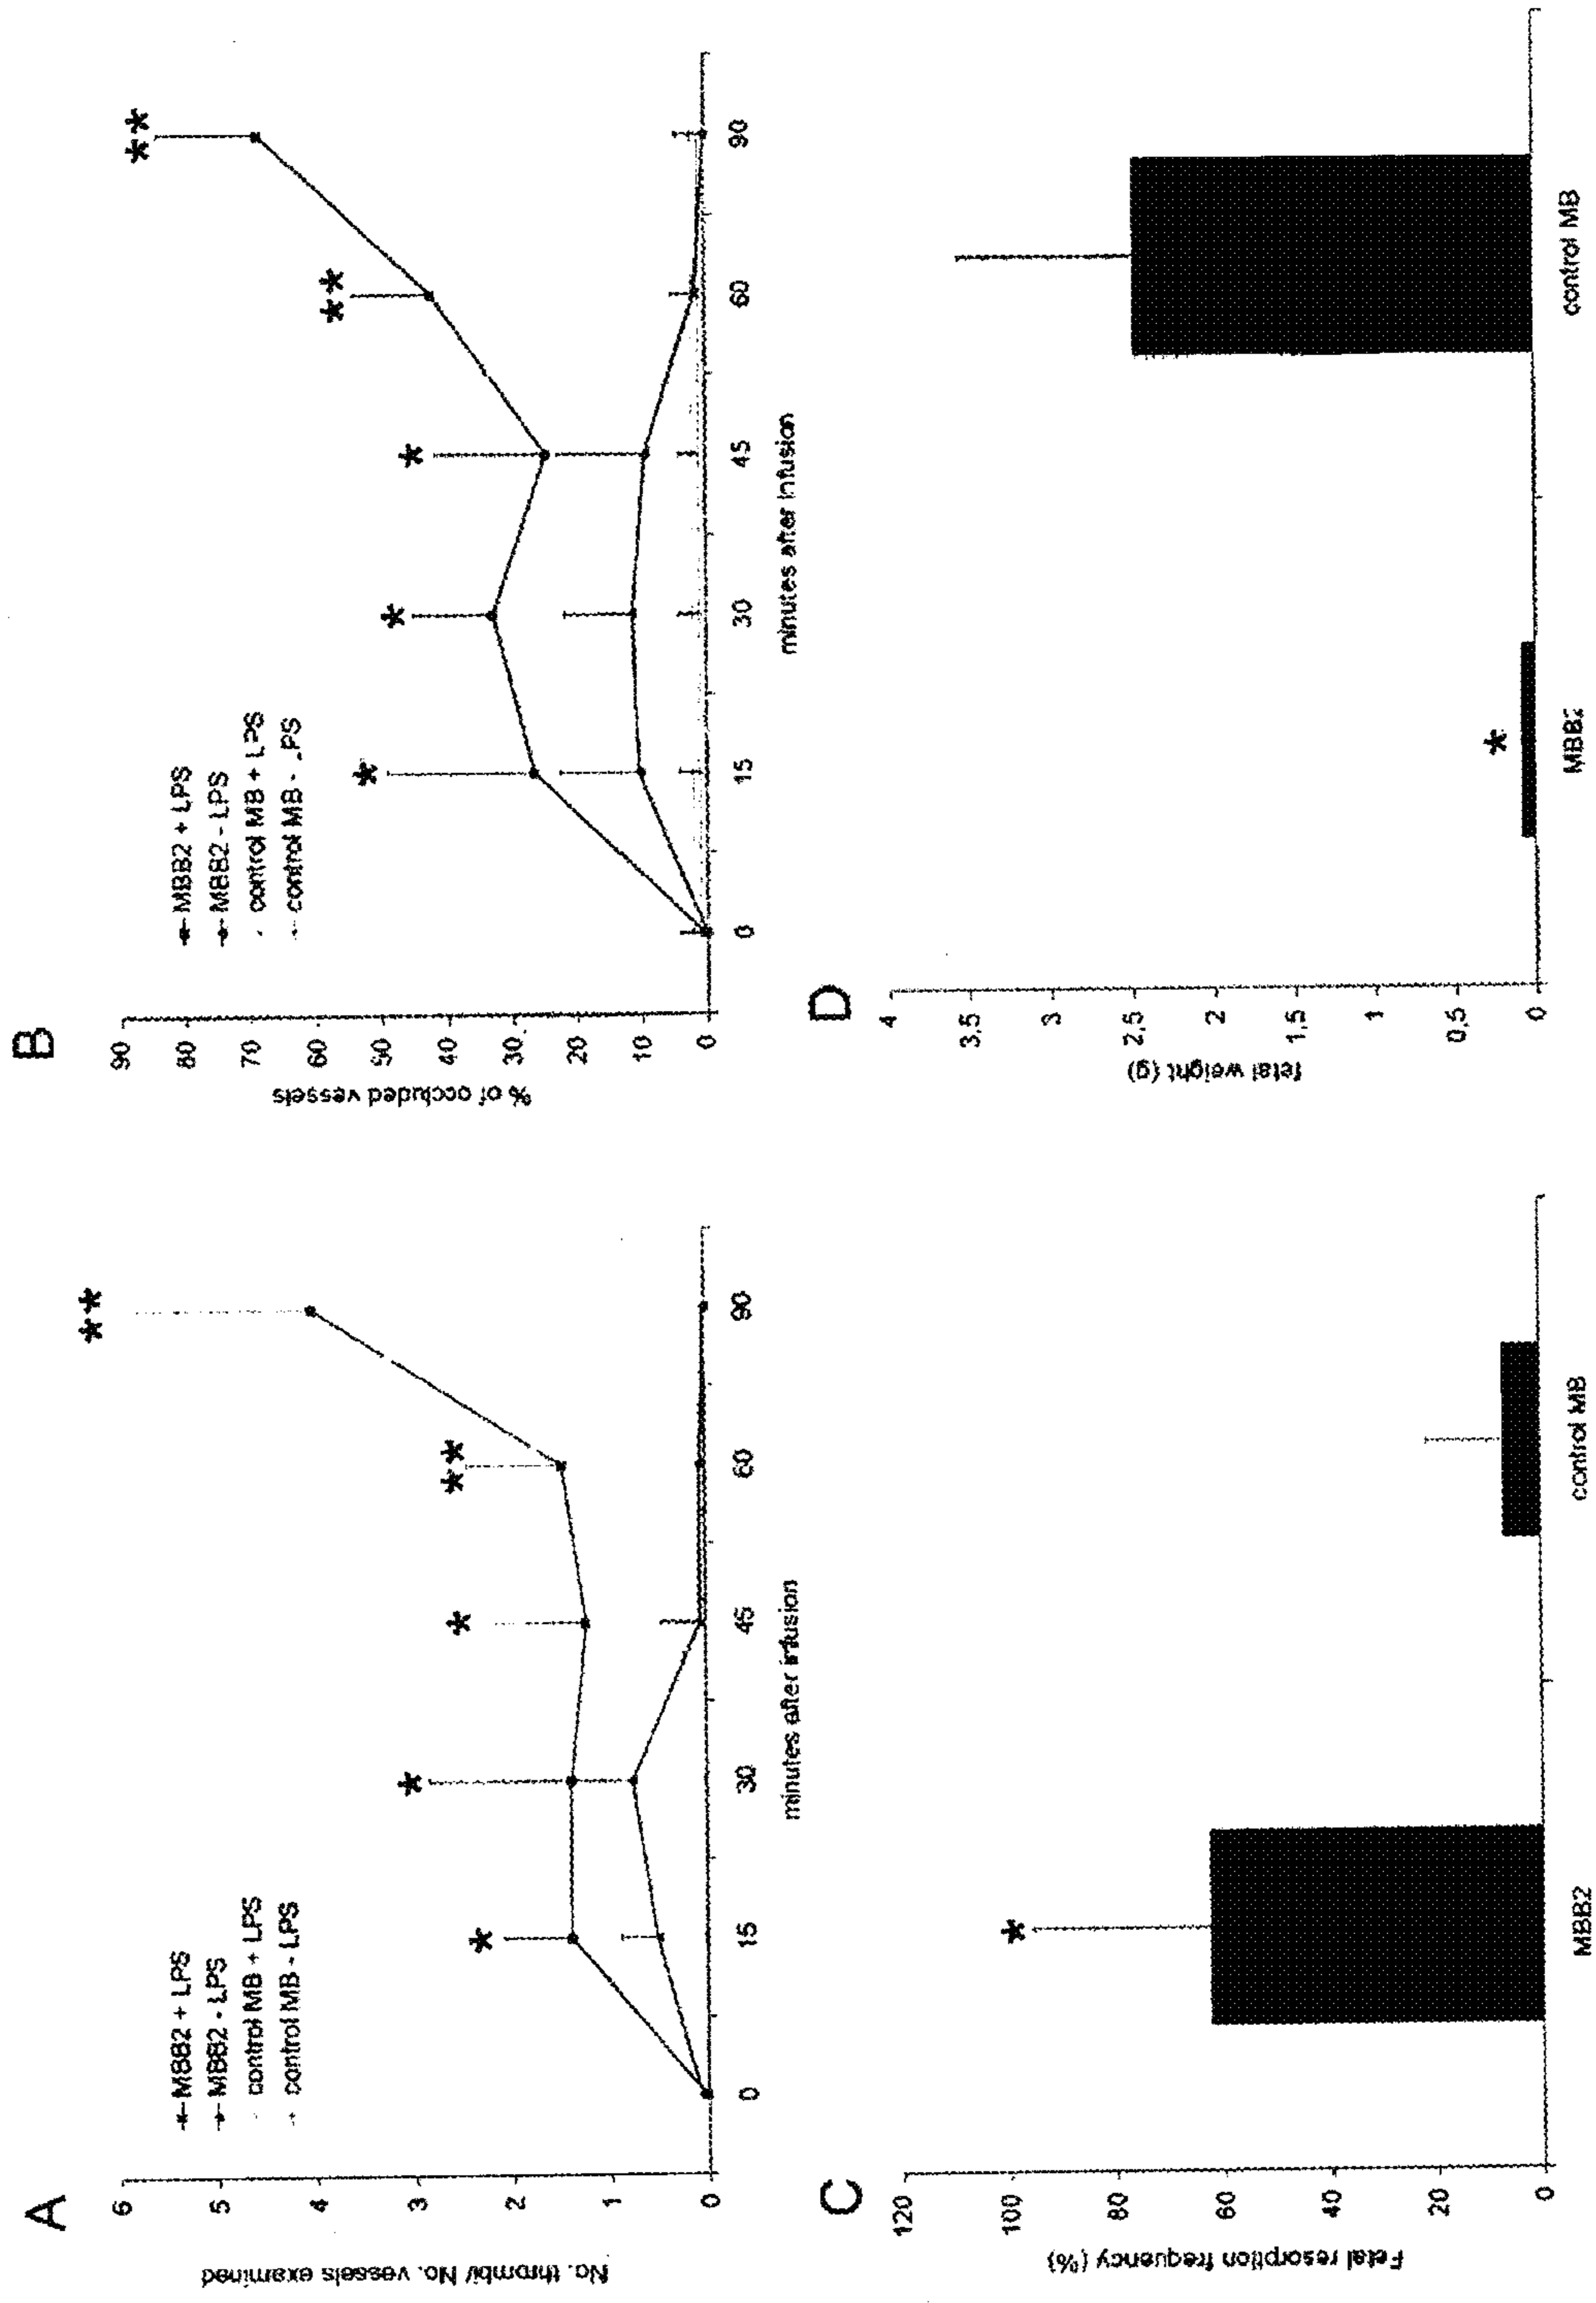 A
No. thrombi/ No. vessels examined
6
5
4
3
2
1
0
MBB2 + LPS
MBB2 - LPS
control MB + LPS
control MB - LPS
*
*
*
**
**
0
15
30
45
60
90
minutes after infusion
B
% of occluded vessels
90
80
70
60
50
40
30
20
10
0
MBB2 + LPS
MBB2 - LPS
control MB + LPS
control MB - LPS
*
*
*
**
**
0
15
30
45
60
90
minutes after infusion
C
Fetal resorption frequency (%)
120
100
80
60
40
20
0
*
MBB2
control MB
D
fetal weight (g)
4
3,5
3
2,5
2
1,5
1
0,5
0
*
MBB2
control MB